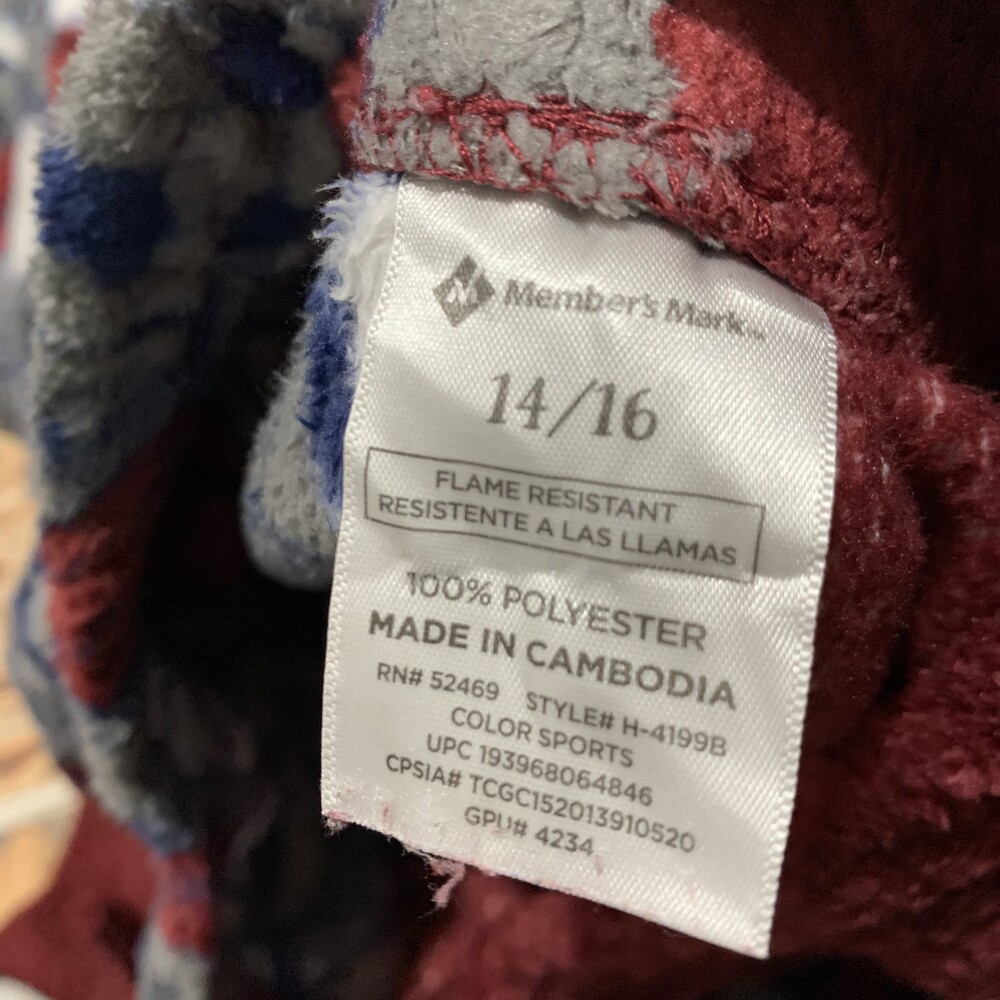 Member's Mark™
14/16
FLAME RESISTANT
RESISTENTE A LAS LLAMAS
100% POLYESTER
MADE IN CAMBODIA
RN# 52469 STYLE# H-4199B
COLOR SPORTS
UPC 193968064846
CPSIA# TCGC152013910520
GPU# 4234